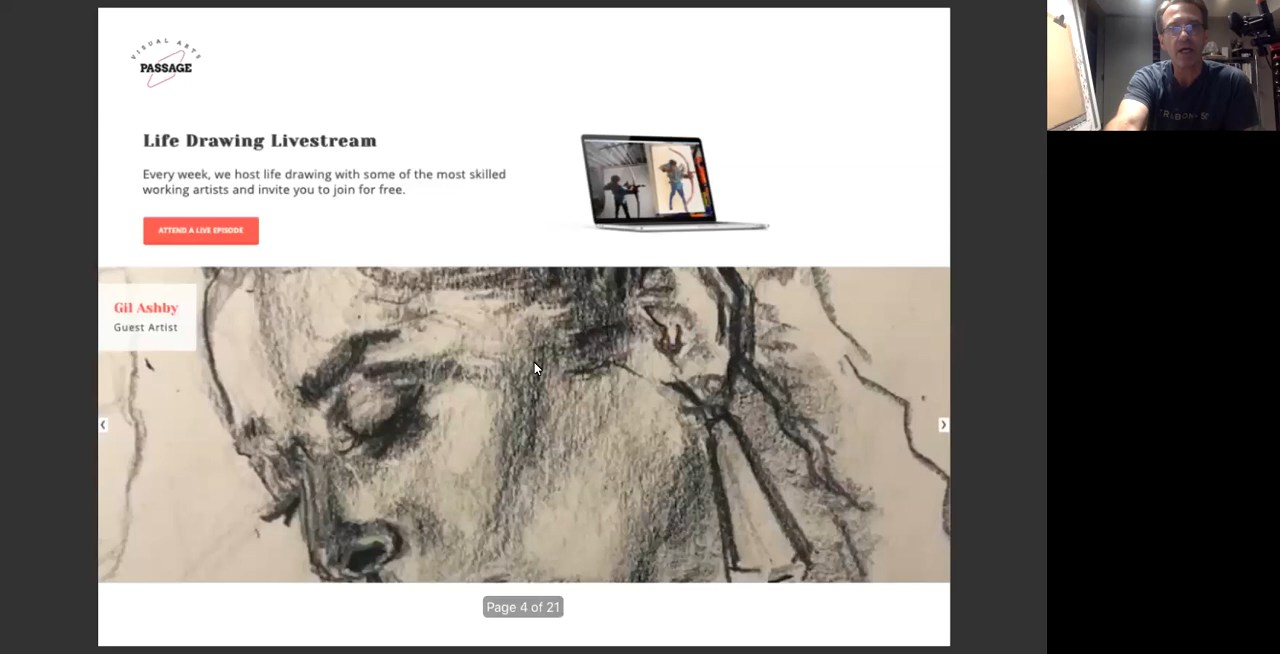 VISUAL ARTS
PASSAGE
Life Drawing Livestream
Every week, we host life drawing with some of the most skilled
working artists and invite you to join for free.
ATTEND A LIVE EPISODE
Gil Ashby
Guest Artist
Page 4 of 21